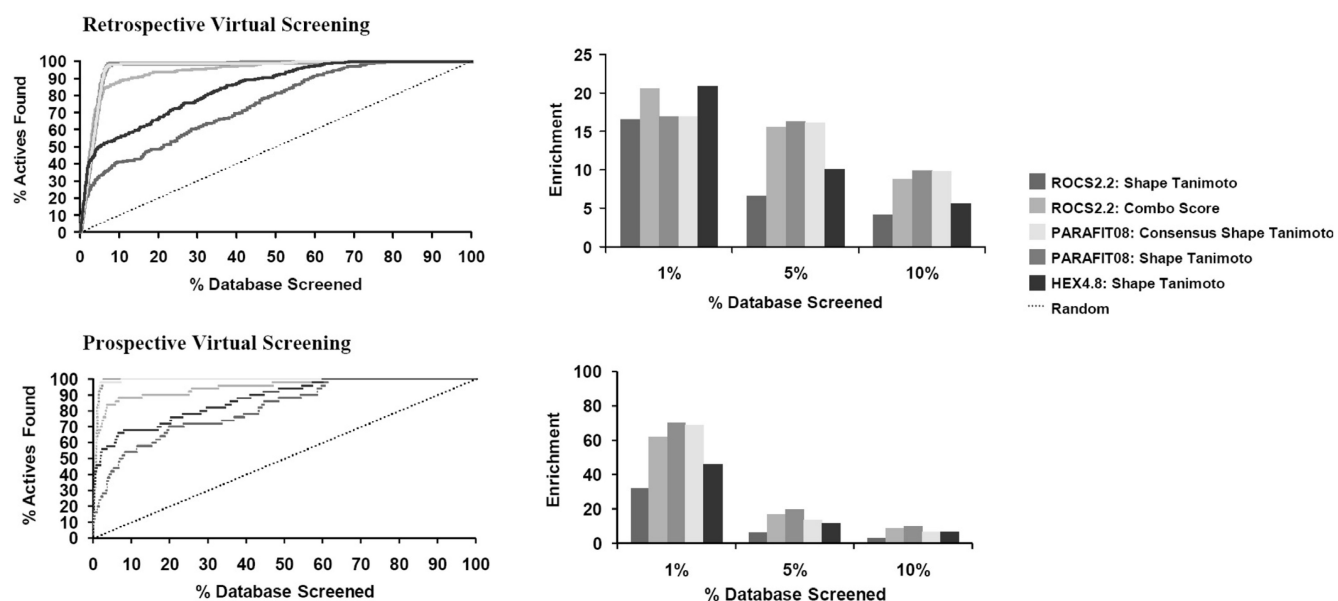 Retrospective Virtual Screening
% Actives Found
100
90
80
70
60
50
40
30
20
10
0
0 10 20 30 40 50 60 70 80 90 100
% Database Screened
Enrichment
25
20
15
10
5
0
1% 5% 10%
% Database Screened
ROCS2.2: Shape Tanimoto
ROCS2.2: Combo Score
PARAFIT08: Consensus Shape Tanimoto
PARAFIT08: Shape Tanimoto
HEX4.8: Shape Tanimoto
Random
Prospective Virtual Screening
% Actives Found
100
90
80
70
60
50
40
30
20
10
0
0 10 20 30 40 50 60 70 80 90 100
% Database Screened
Enrichment
100
80
60
40
20
0
1% 5% 10%
% Database Screened